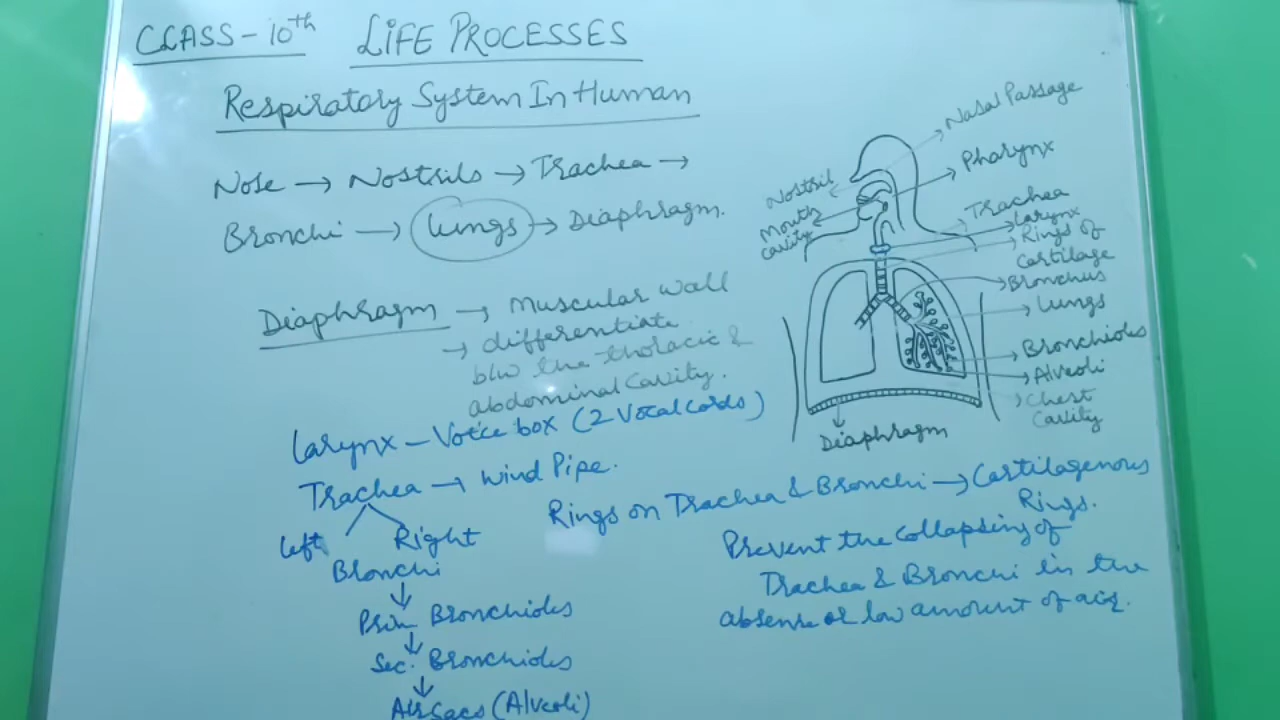 CLASS-10th LIFE PROCESSES
Respiratory System In Human
Nose → Nostrils → Trachea →
Bronchi → lungs → Diaphragm.
Diaphragm → Muscular wall
→ differentiate
b/w the thoracic &
abdominal cavity.
Larynx - Voice box (2 Vocal cords)
Trachea → Wind Pipe.
left Right
Bronchi
↓
Prim Bronchioles
↓
Sec. Bronchioles
↓
Air Sacs (Alveoli)
Nasal Passage
Pharynx
Nostril
Mouth
cavity
Trachea
Larynx
Rings of
Cartilage
Bronchus
Lungs
Bronchioles
Alveoli
Chest
Cavity
Diaphragm
Rings on Trachea & Bronchi → Cartilagenous
Rings.
Prevent the collapsing of
Trachea & Bronchi in the
absense or low amount of air.